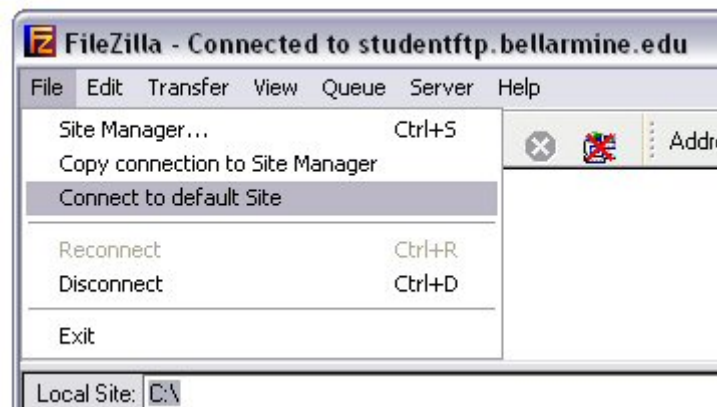 FileZilla - Connected to studentftp.bellarmine.edu
File Edit Transfer View Queue Server Help
Site Manager... Ctrl+S
Copy connection to Site Manager
Connect to default Site
Reconnect Ctrl+R
Disconnect Ctrl+D
Exit
Local Site: C:\